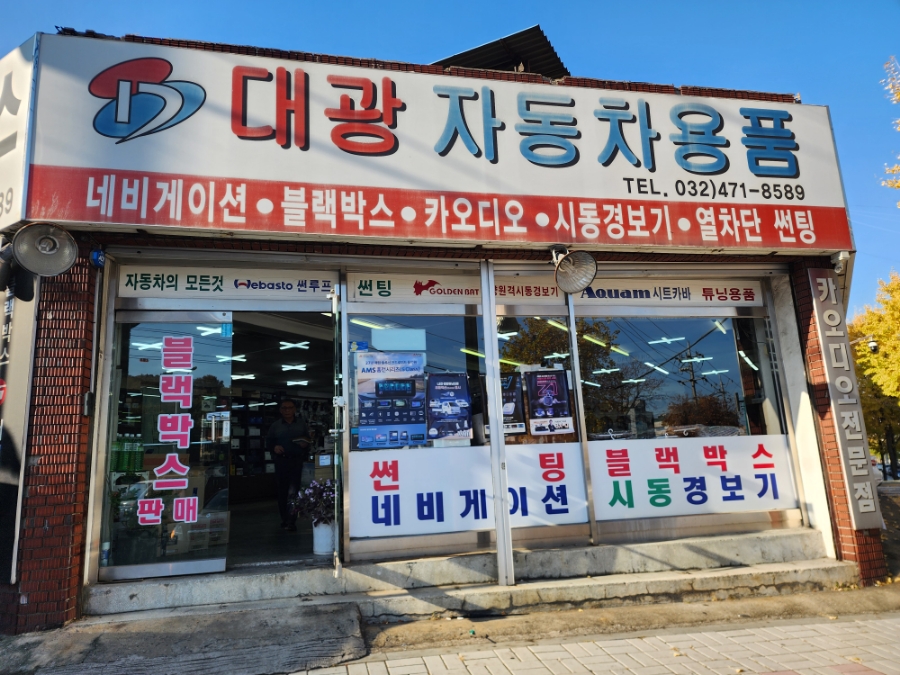 대광 자동차용품
TEL. 032)471-8589
네비게이션 • 블랙박스 • 카오디오 • 시동경보기 • 열차단 썬팅
자동차의 모든것 Webasto 썬루프
썬팅 GOLDEN BAT 원격시동경보기
Aquam 시트카바 튜닝용품
블랙박스
판매
AMS
썬팅 블랙박스
네비게이션 시동경보기
카오디오전문점